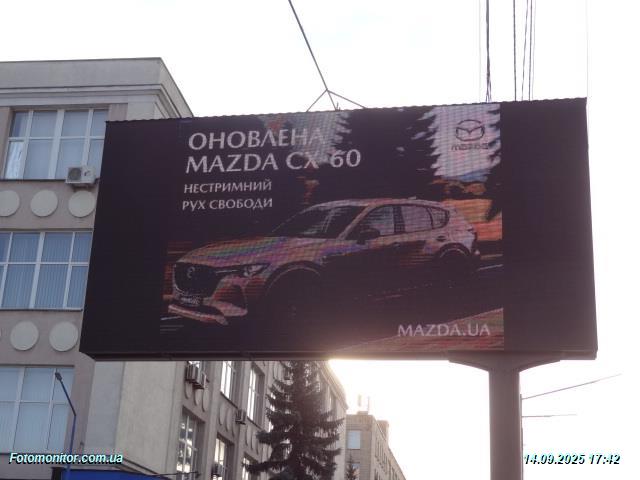 ОНОВЛЕНА
MAZDA CX-60
НЕСТРИМНИЙ
РУХ СВОБОДИ
mazda
MAZDA.UA
Fotomonitor.com.ua
14.09.2025 17:42